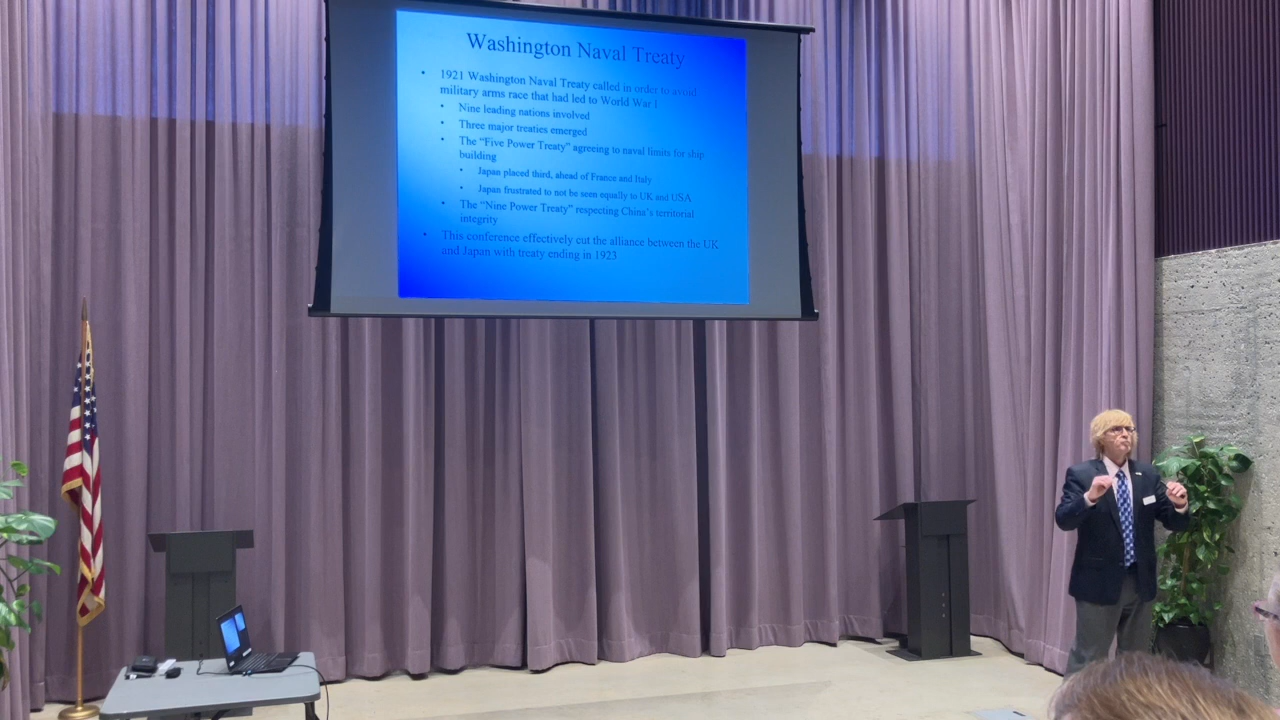 Washington Naval Treaty
• 1921 Washington Naval Treaty called in order to avoid
military arms race that had led to World War I
• Nine leading nations involved
• Three major treaties emerged
• The “Five Power Treaty” agreeing to naval limits for ship
building
• Japan placed third, ahead of France and Italy
• Japan frustrated to not be seen equally to UK and USA
• The “Nine Power Treaty” respecting China’s territorial
integrity
• This conference effectively cut the alliance between the UK
and Japan with treaty ending in 1923